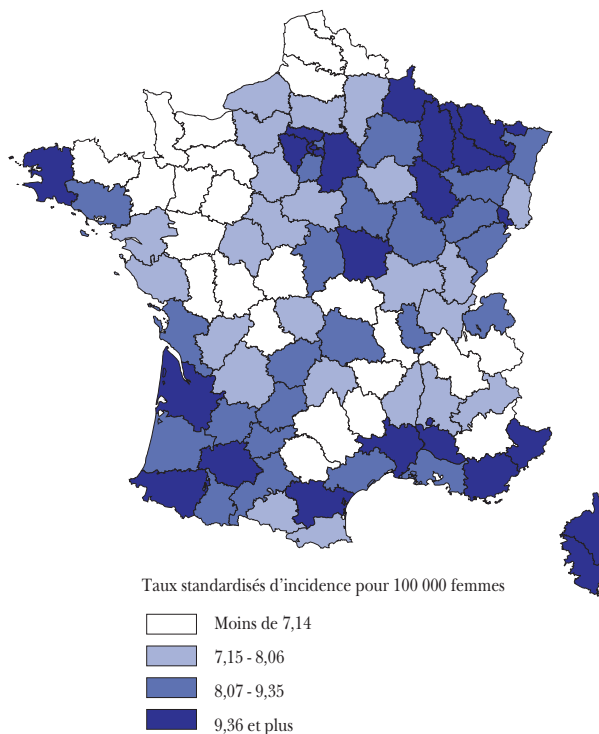 Taux standardisés d'incidence pour 100 000 femmes
Moins de 7,14
7,15 - 8,06
8,07 - 9,35
9,36 et plus